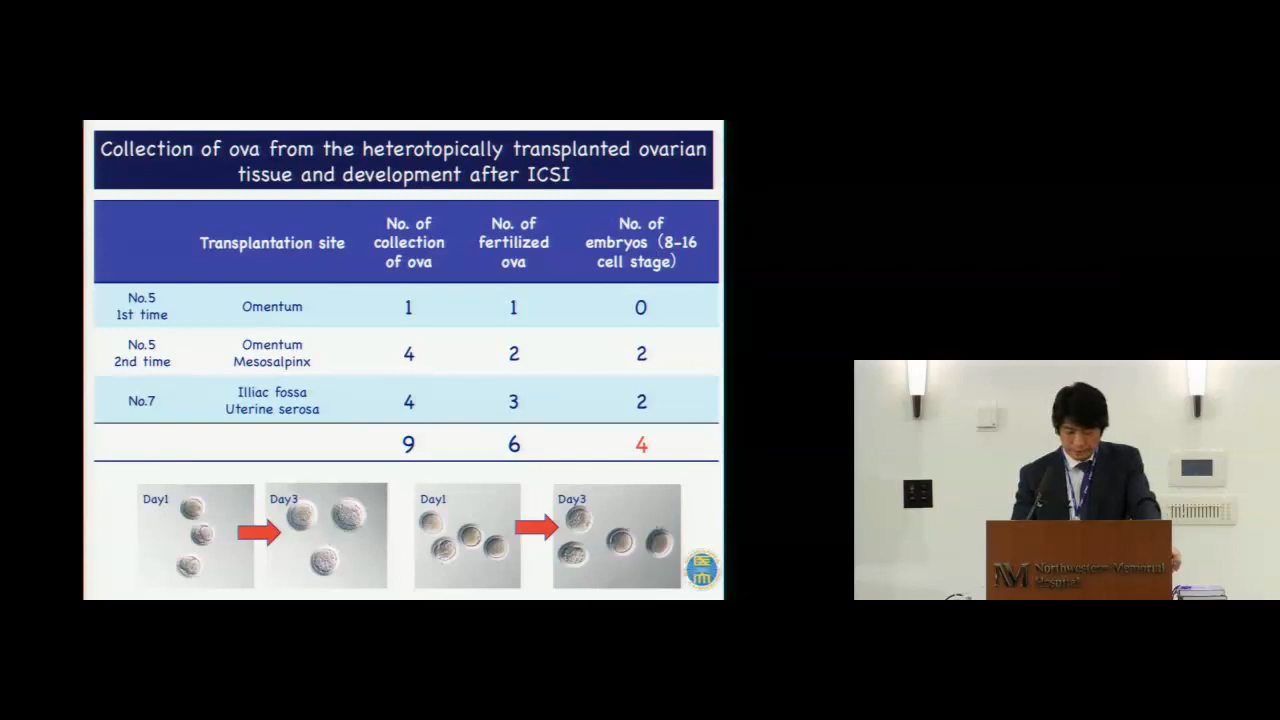 Collection of ova from the heterotopically transplanted ovarian
tissue and development after ICSI
Transplantation site
No. of
collection
of ova
No. of
fertilized
ova
No. of
embryos (8-16
cell stage)
No.5
1st time
Omentum
1
1
0
No.5
2nd time
Omentum
Mesosalpinx
4
2
2
No.7
Illiac fossa
Uterine serosa
4
3
2
9
6
4
Day1
Day3
Day1
Day3
Northwestern Memorial
Hospital